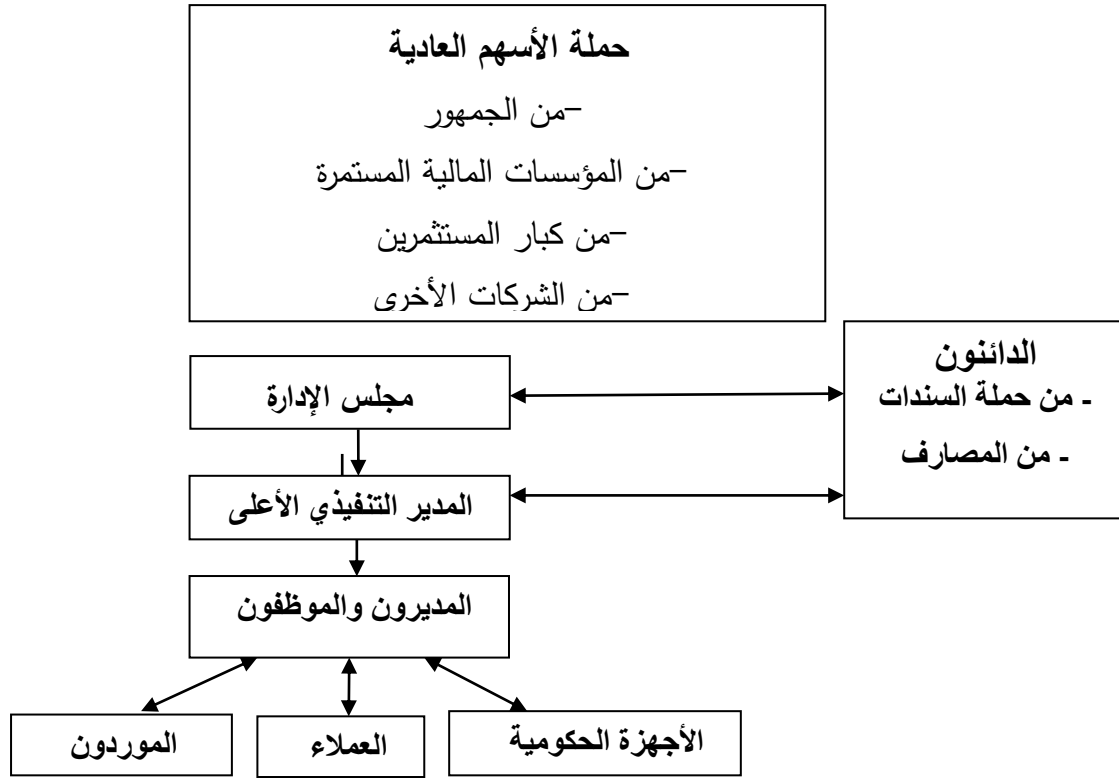 حملة الأسهم العادية
–من الجمهور
–من المؤسسات المالية المستمرة
–من كبار المستثمرين
–من الشركات الأخرى
الدائنون
ـ من حملة السندات
ـ من المصارف
مجلس الإدارة
المدير التنفيذي الأعلى
المديرون والموظفون
الأجهزة الحكومية
العملاء
الموردون